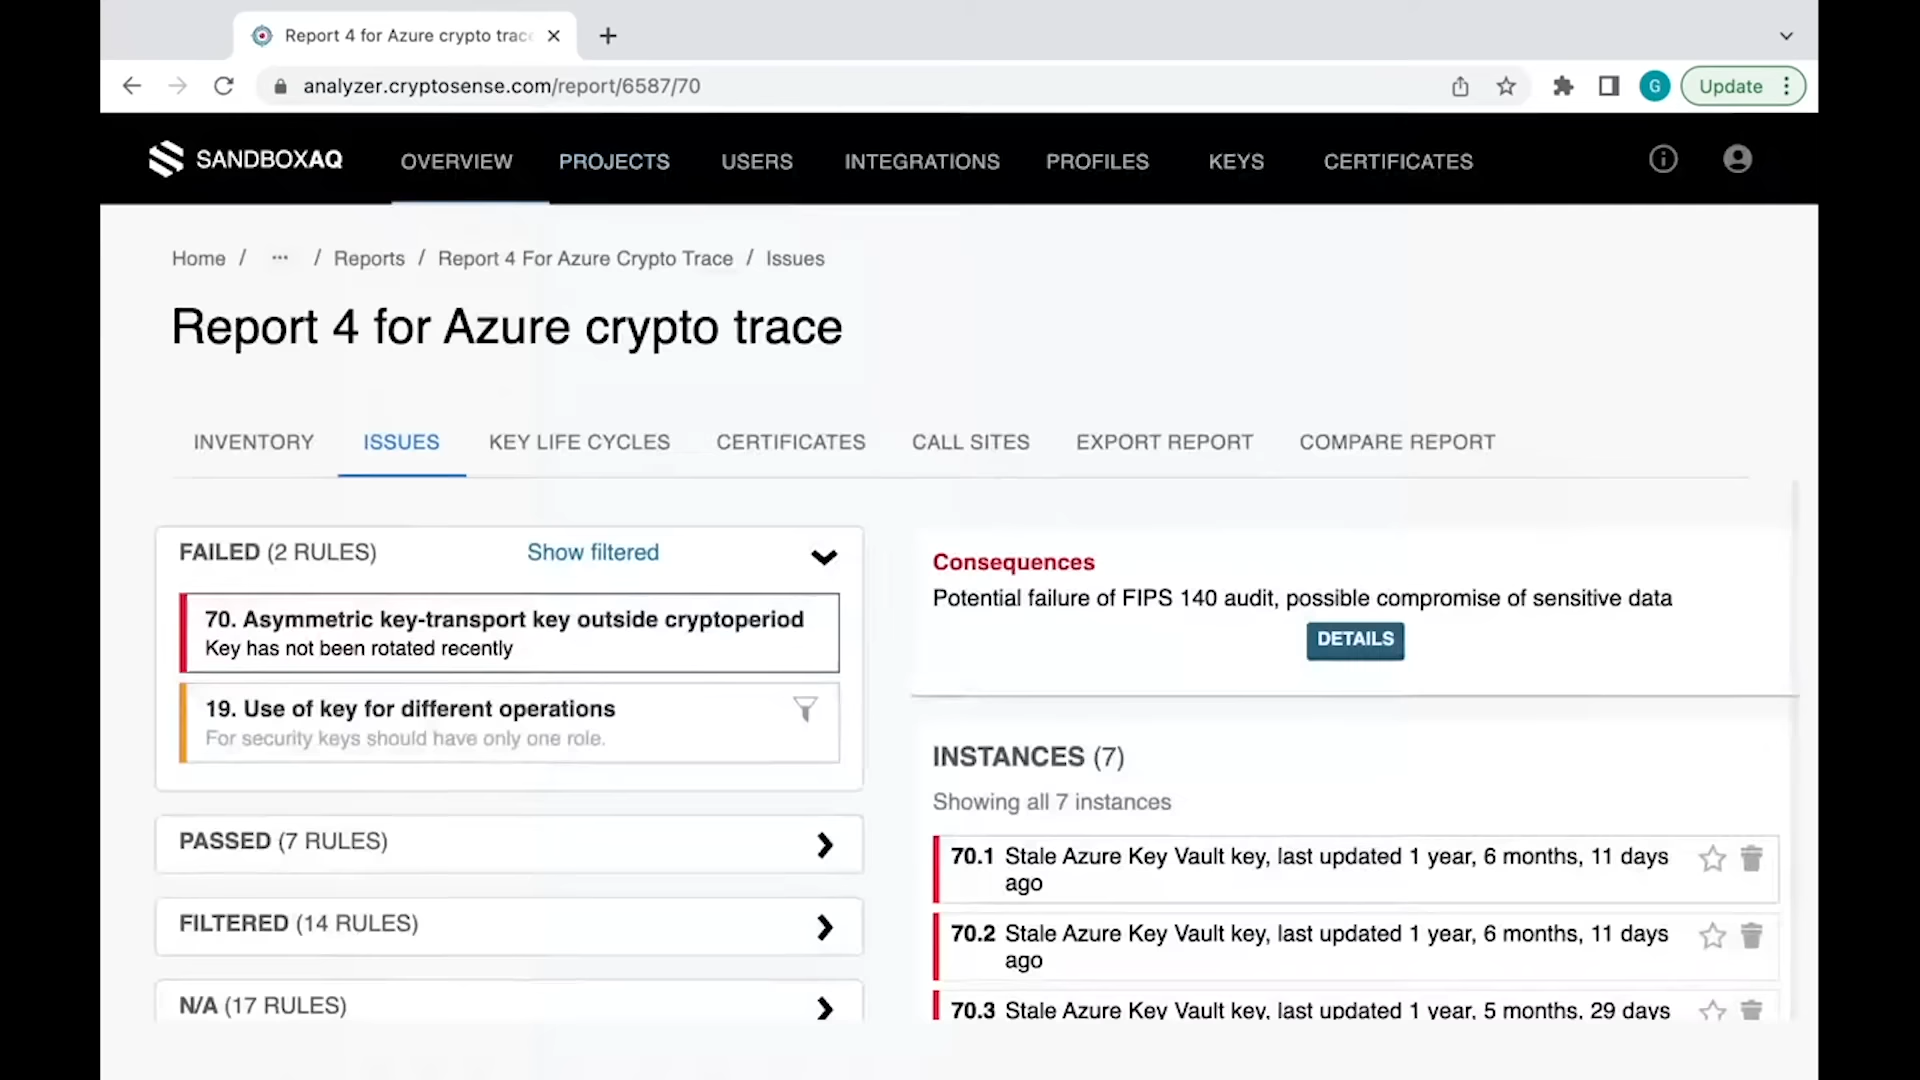 Report 4 for Azure crypto trac
analyzer.cryptosense.com/report/6587/70
G
Update
SANDBOXAQ
OVERVIEW
PROJECTS
USERS
INTEGRATIONS
PROFILES
KEYS
CERTIFICATES
Home / ... / Reports / Report 4 For Azure Crypto Trace / Issues
Report 4 for Azure crypto trace
INVENTORY
ISSUES
KEY LIFE CYCLES
CERTIFICATES
CALL SITES
EXPORT REPORT
COMPARE REPORT
FAILED (2 RULES)
Show filtered
70. Asymmetric key-transport key outside cryptoperiod
Key has not been rotated recently
19. Use of key for different operations
For security keys should have only one role.
PASSED (7 RULES)
FILTERED (14 RULES)
N/A (17 RULES)
Consequences
Potential failure of FIPS 140 audit, possible compromise of sensitive data
DETAILS
INSTANCES (7)
Showing all 7 instances
70.1 Stale Azure Key Vault key, last updated 1 year, 6 months, 11 days
ago
70.2 Stale Azure Key Vault key, last updated 1 year, 6 months, 11 days
ago
70.3 Stale Azure Key Vault key, last updated 1 year, 5 months, 29 days